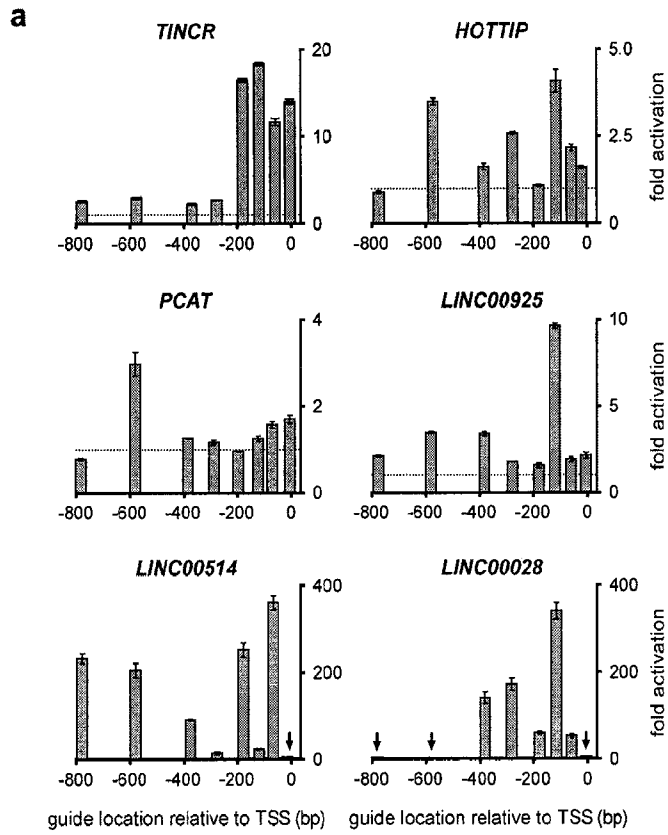 a
TINCR
HOTTIP
20
10
0
5.0
2.5
0
fold activation
-800 -600 -400 -200 0
-800 -600 -400 -200 0
PCAT
LINC00925
4
2
0
10
5
0
fold activation
-800 -600 -400 -200 0
-800 -600 -400 -200 0
LINC00514
LINC00028
400
200
0
400
200
0
fold activation
-800 -600 -400 -200 0
-800 -600 -400 -200 0
guide location relative to TSS (bp)
guide location relative to TSS (bp)